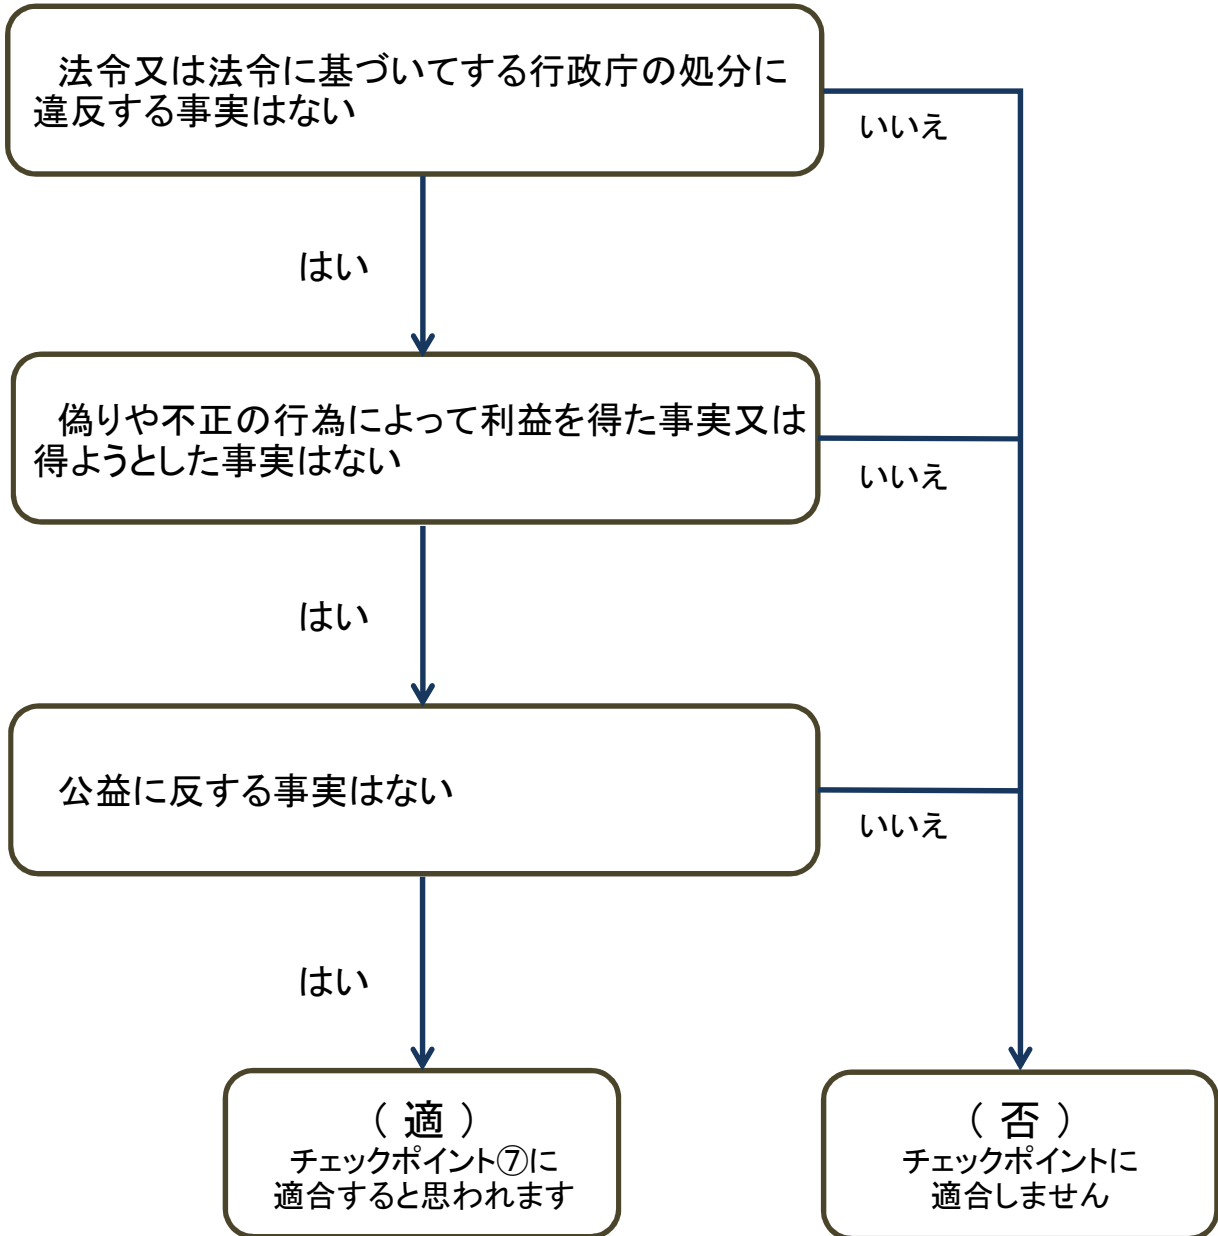 法令又は法令に基づいてする行政庁の処分に
違反する事実はない
いいえ
はい
偽りや不正の行為によって利益を得た事実又は
得ようとした事実はない
いいえ
はい
公益に反する事実はない
いいえ
はい
（ 適 ）
チェックポイント⑦に
適合すると思われます
（ 否 ）
チェックポイントに
適合しません